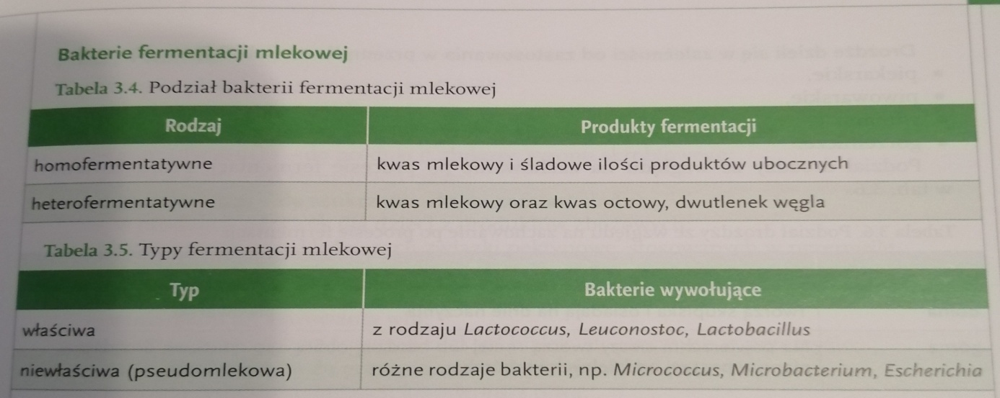 Bakterie fermentacji mlekowej
Tabela 3.4. Podział bakterii fermentacji mlekowej
Rodzaj Produkty fermentacji
homofermentatywne kwas mlekowy i śladowe ilości produktów ubocznych
heterofermentatywne kwas mlekowy oraz kwas octowy, dwutlenek węgla
Tabela 3.5. Typy fermentacji mlekowej
Typ Bakterie wywołujące
właściwa z rodzaju Lactococcus, Leuconostoc, Lactobacillus
niewłaściwa (pseudomlekowa) różne rodzaje bakterii, np. Micrococcus, Microbacterium, Escherichia